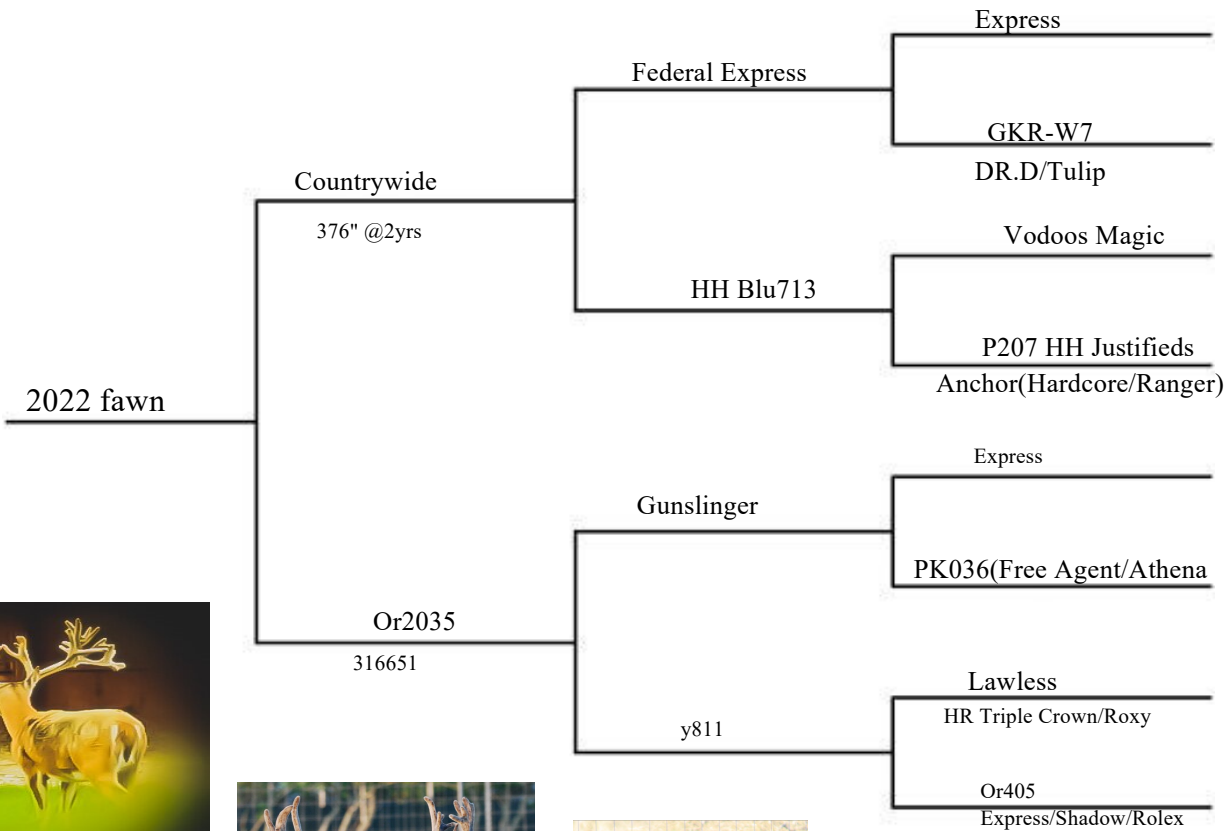 Express
Federal Express
GKR-W7
DR.D/Tulip
Countrywide
376" @2yrs
Vodoos Magic
HH Blu713
P207 HH Justifieds
Anchor(Hardcore/Ranger)
2022 fawn
Express
Gunslinger
PK036(Free Agent/Athena
Or2035
316651
Lawless
HR Triple Crown/Roxy
y811
Or405
Express/Shadow/Rolex